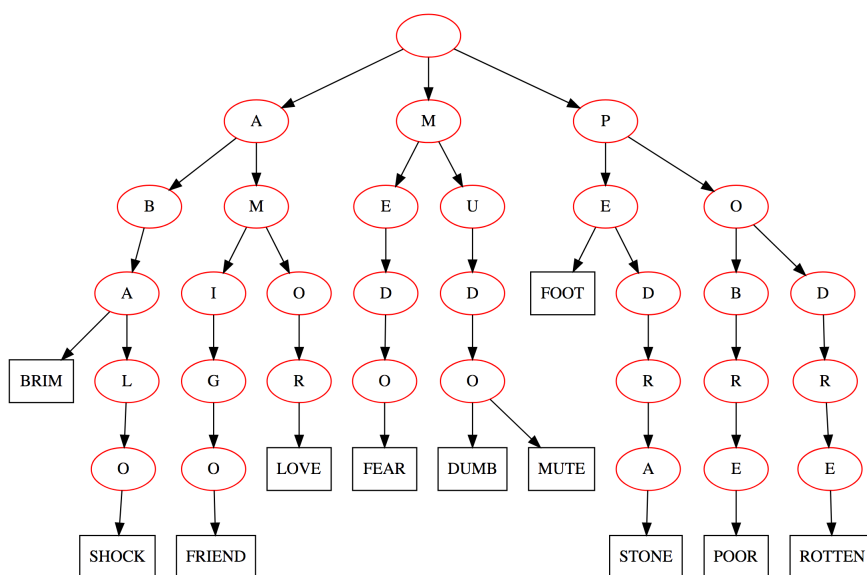 A M P
B M E U E O
A I O D D FOOT D B D
BRIM L G R O O R R R
O O LOVE FEAR DUMB MUTE A E E
SHOCK FRIEND STONE POOR ROTTEN